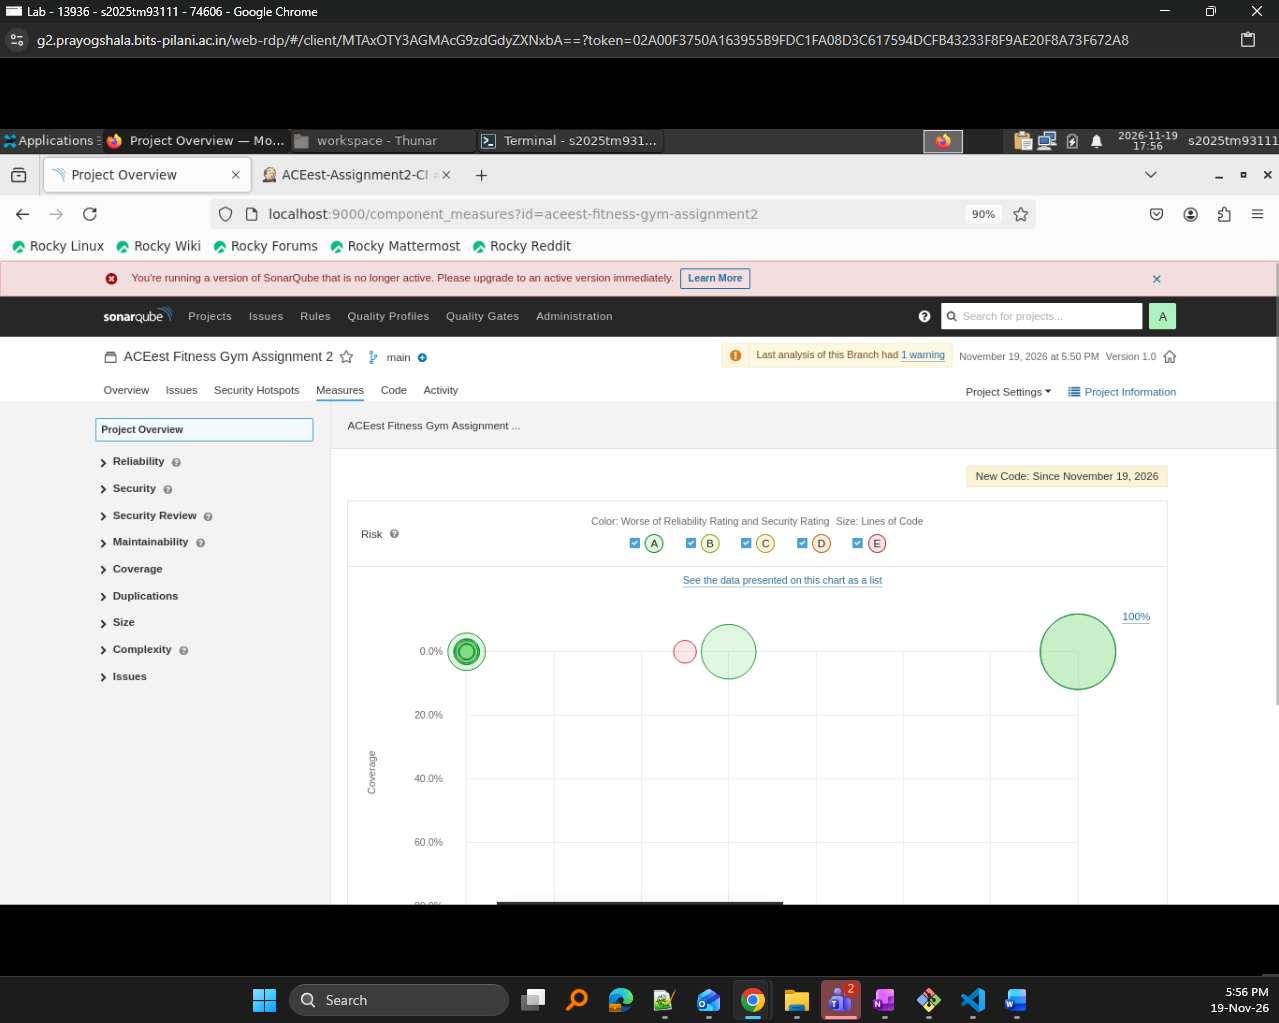 Lab - 13936 - s2025tm93111 - 74606 - Google Chrome
g2.prayogshala.bits-pilani.ac.in/web-rdp/#/client/MTAxOTY3AGMAcG9zdGdyZXNxbA==?token=02A00F3750A163955B9FDC1FA08D3C617594DCFB43233F8F9AE20F8A73F672A8
Applications
Project Overview — Mo...
workspace - Thunar
Terminal - s2025tm931...
2026-11-19
17:56
s2025tm93111
Project Overview
ACEest-Assignment2-CI
localhost:9000/component_measures?id=aceest-fitness-gym-assignment2
90%
Rocky Linux
Rocky Wiki
Rocky Forums
Rocky Mattermost
Rocky Reddit
You're running a version of SonarQube that is no longer active. Please upgrade to an active version immediately.
Learn More
sonarqube
Projects
Issues
Rules
Quality Profiles
Quality Gates
Administration
Search for projects...
A
ACEest Fitness Gym Assignment 2
main
Last analysis of this Branch had 1 warning
November 19, 2026 at 5:50 PM
Version 1.0
Overview
Issues
Security Hotspots
Measures
Code
Activity
Project Settings
Project Information
Project Overview
Reliability
Security
Security Review
Maintainability
Coverage
Duplications
Size
Complexity
Issues
ACEest Fitness Gym Assignment ...
New Code: Since November 19, 2026
Risk
Color: Worse of Reliability Rating and Security Rating Size: Lines of Code
A
B
C
D
E
See the data presented on this chart as a list
100%
0.0%
20.0%
40.0%
60.0%
Coverage
Search
2
5:56 PM
19-Nov-26